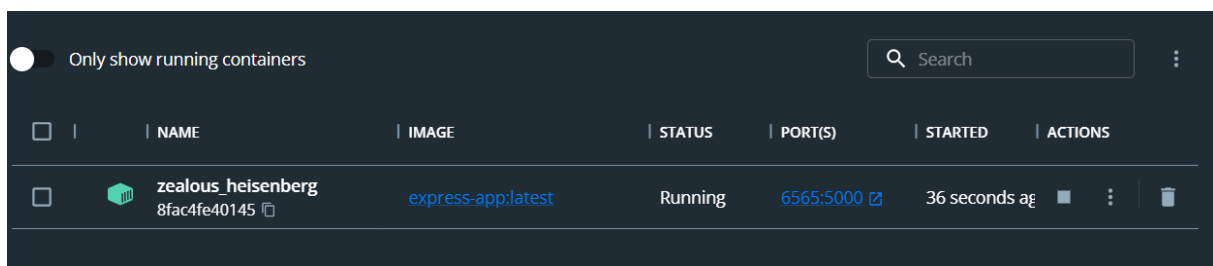 Only show running containers
Search
NAME IMAGE STATUS PORT(S) STARTED ACTIONS
zealous_heisenberg
8fac4fe40145
express-app:latest Running 6565:5000 36 seconds ag